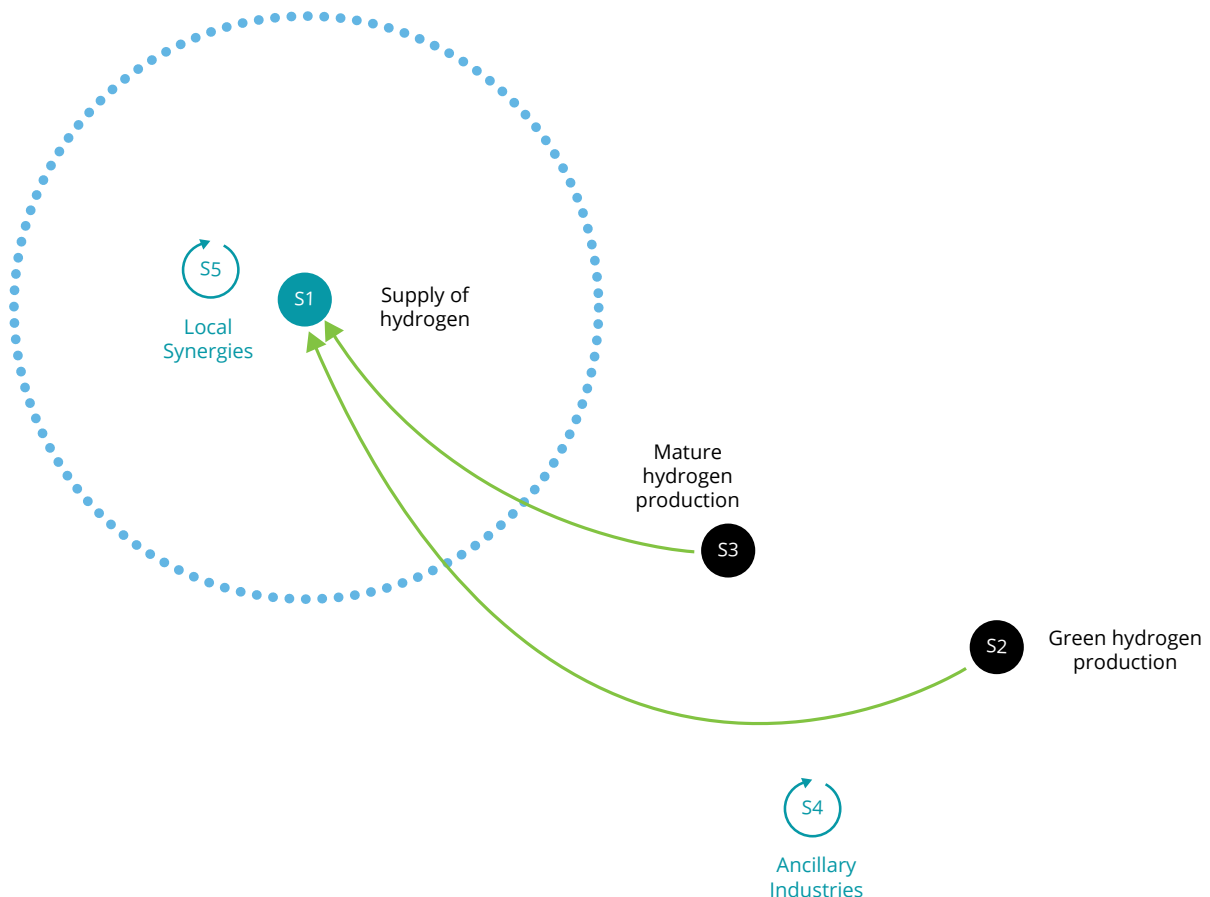 S5
Local
Synergies
S1
Supply of
hydrogen
Mature
hydrogen
production
S3
S2
Green hydrogen
production
S4
Ancillary
Industries